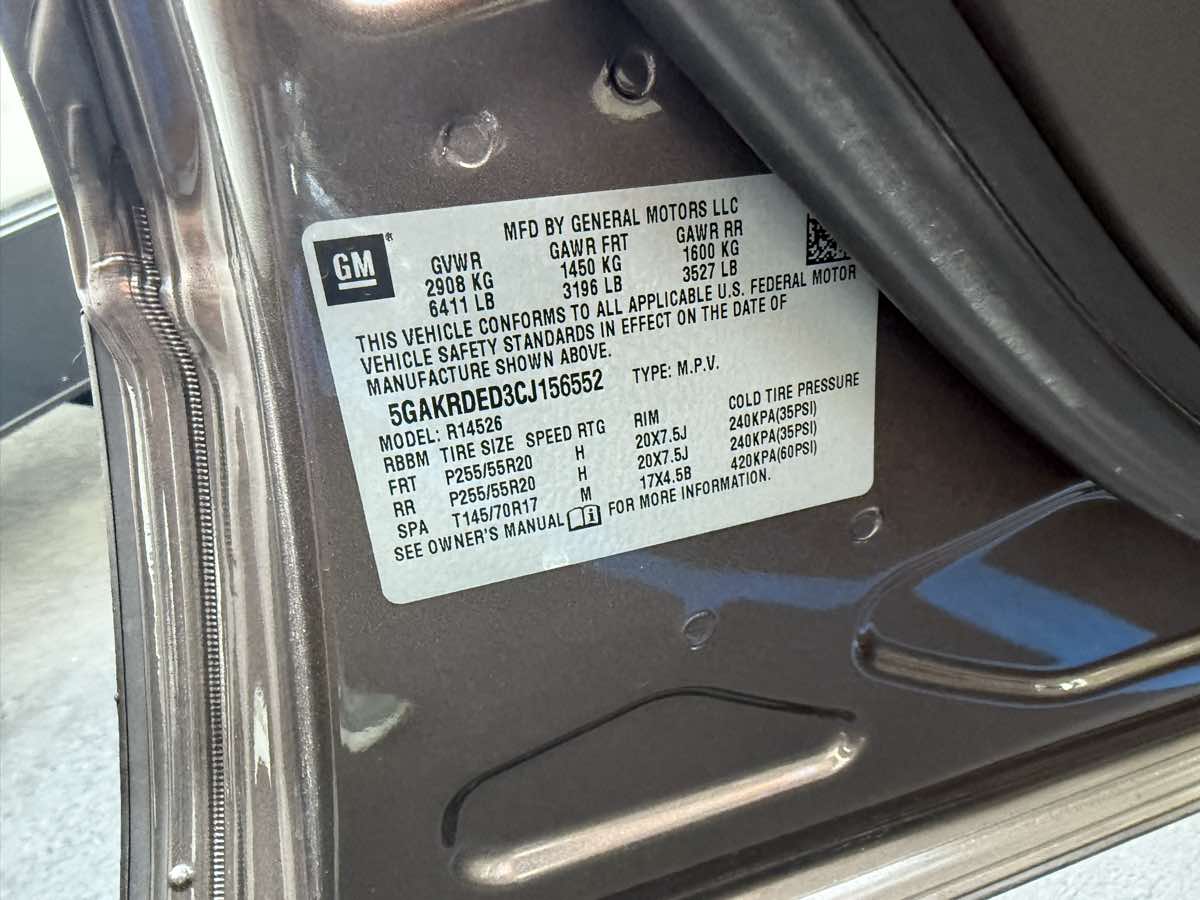 MFD BY GENERAL MOTORS LLC
GM
GVWR GAWR FRT GAWR RR
2908 KG 1450 KG 1600 KG
6411 LB 3196 LB 3527 LB
THIS VEHICLE CONFORMS TO ALL APPLICABLE U.S. FEDERAL MOTOR
VEHICLE SAFETY STANDARDS IN EFFECT ON THE DATE OF
MANUFACTURE SHOWN ABOVE.
5GAKRDED3CJ156552 TYPE: M.P.V.
MODEL: R14526
RBBM TIRE SIZE SPEED RTG RIM COLD TIRE PRESSURE
FRT P255/55R20 H 20X7.5J 240KPA(35PSI)
RR P255/55R20 H 20X7.5J 240KPA(35PSI)
SPA T145/70R17 M 17X4.5B 420KPA(60PSI)
SEE OWNER'S MANUAL i FOR MORE INFORMATION.